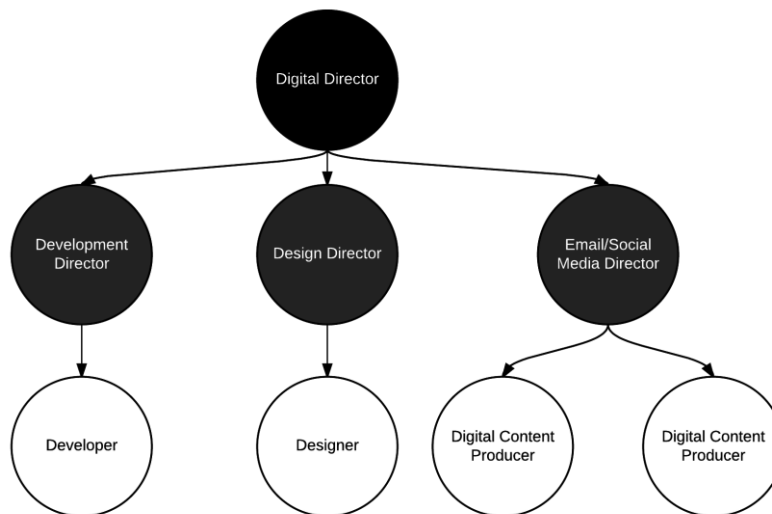 Digital Director
Development
Director
Design Director
Email/Social
Media Director
Developer
Designer
Digital Content
Producer
Digital Content
Producer